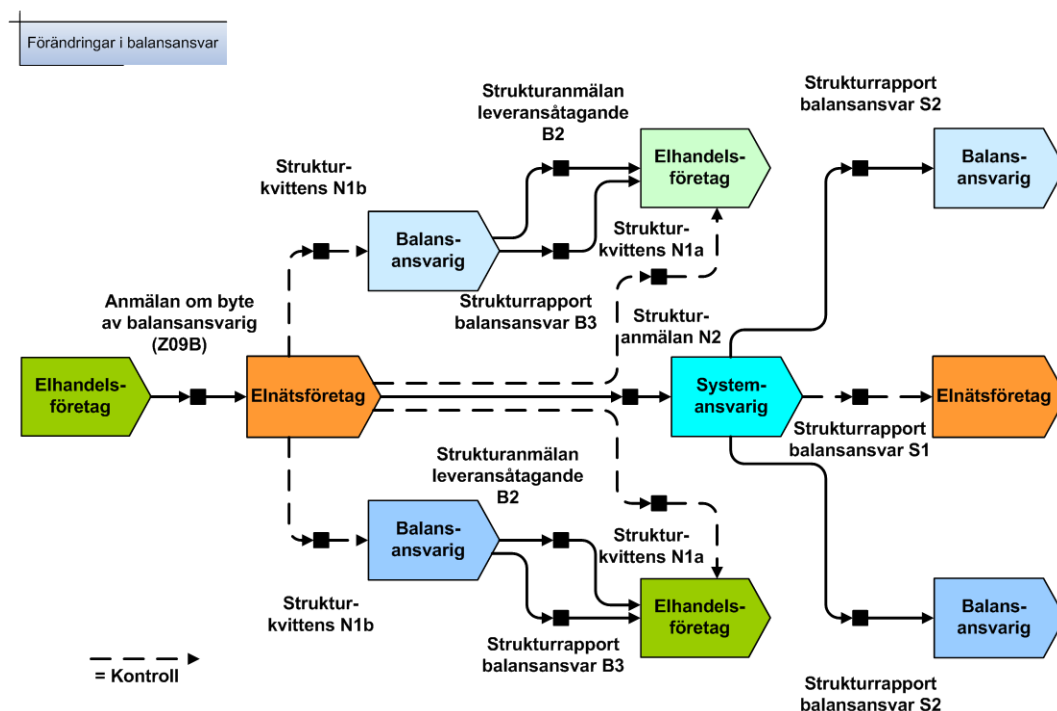 Förändringar i balansansvar
Strukturanmälan
leveransåtagande
B2
Strukturrapport
balansansvar S2
Elhandels-
företag
Balans-
ansvarig
Struktur-
kvittens N1b
Balans-
ansvarig
Struktur-
kvittens N1a
Strukturrapport
balansansvar B3
Anmälan om byte
av balansansvarig
(Z09B)
Struktur-
anmälan N2
Elhandels-
företag
Elnätsföretag
System-
ansvarig
Elnätsföretag
Strukturrapport
balansansvar S1
Strukturanmälan
leveransåtagande
B2
Balans-
ansvarig
Struktur-
kvittens N1a
Struktur-
kvittens N1b
Elhandels-
företag
Balans-
ansvarig
Strukturrapport
balansansvar B3
= Kontroll
Strukturrapport
balansansvar S2